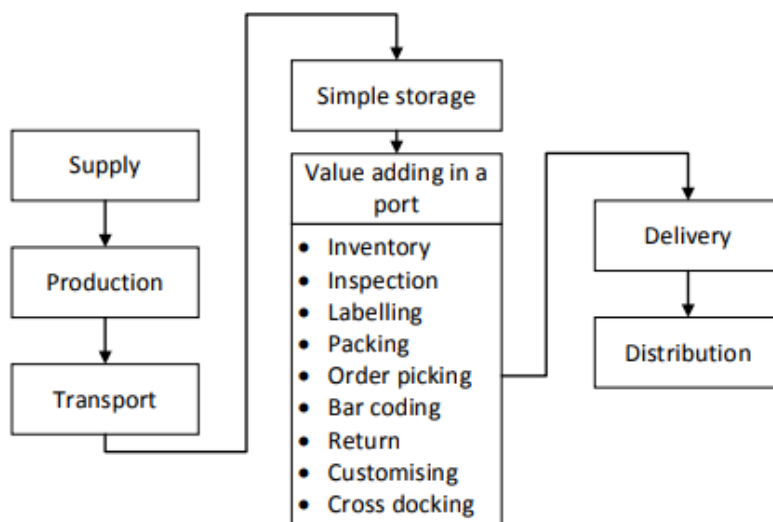 Supply
Production
Transport
Simple storage
Value adding in a
port
• Inventory
• Inspection
• Labelling
• Packing
• Order picking
• Bar coding
• Return
• Customising
• Cross docking
Delivery
Distribution